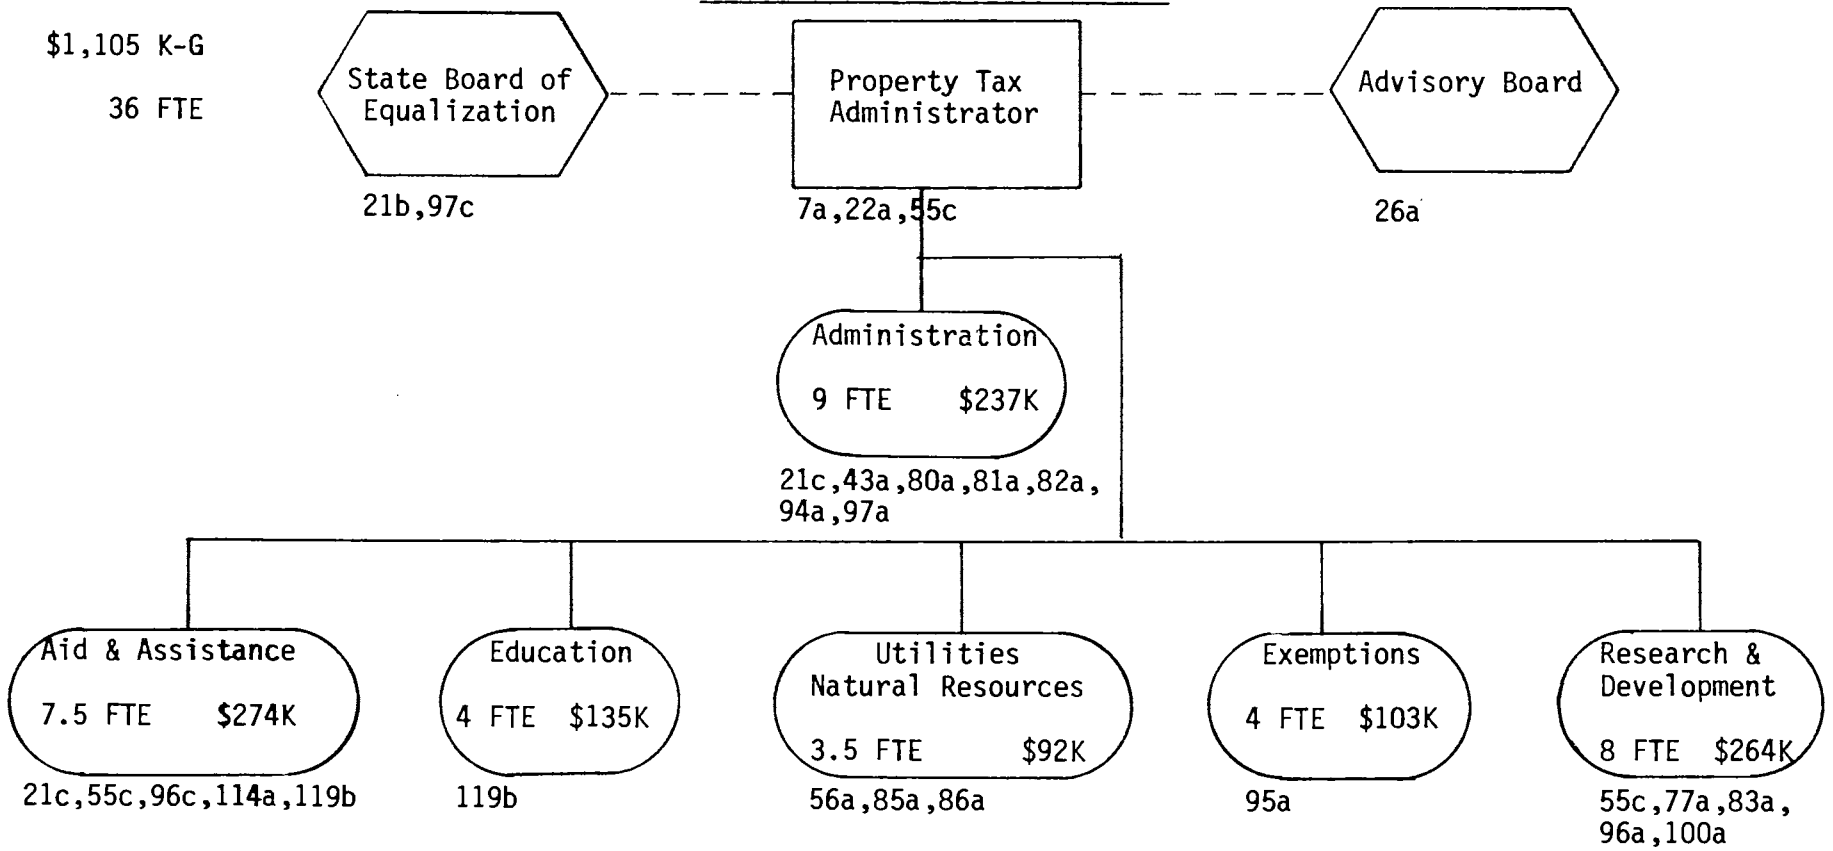 $1,105 K-G
36 FTE
State Board of
Equalization
21b,97c
Property Tax
Administrator
7a,22a,55c
Advisory Board
26a
Administration
9 FTE $237K
21c,43a,80a,81a,82a,
94a,97a
Aid & Assistance
7.5 FTE $274K
21c,55c,96c,114a,119b
Education
4 FTE $135K
119b
Utilities
Natural Resources
3.5 FTE $92K
56a,85a,86a
Exemptions
4 FTE $103K
95a
Research &
Development
8 FTE $264K
55c,77a,83a,
96a,100a